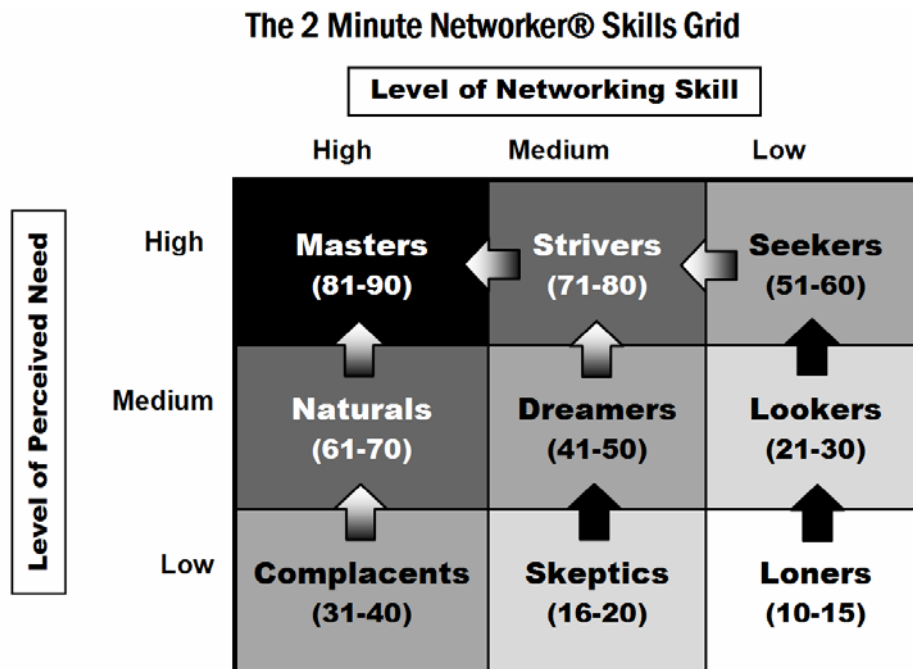 The 2 Minute Networker® Skills Grid
Level of Networking Skill
High Medium Low
Level of Perceived Need
High
Masters Strivers Seekers
(81-90) (71-80) (51-60)
Medium
Naturals Dreamers Lookers
(61-70) (41-50) (21-30)
Low
Complacents Skeptics Loners
(31-40) (16-20) (10-15)